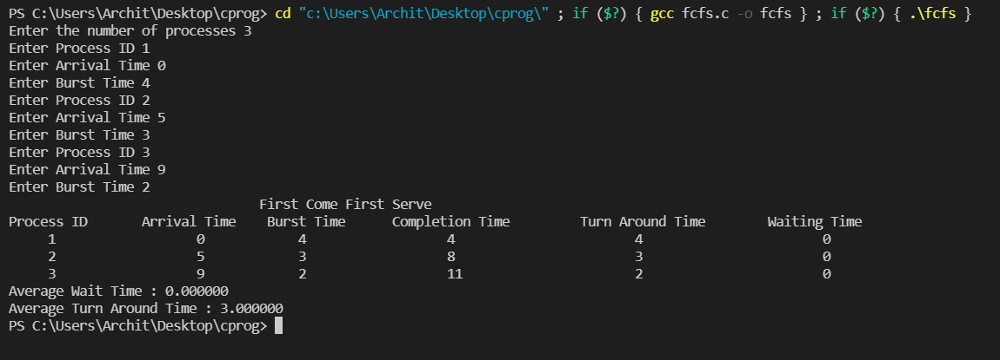 PS C:\Users\Archit\Desktop\cprog> cd "c:\Users\Archit\Desktop\cprog\" ; if ($?) { gcc fcfs.c -o fcfs } ; if ($?) { .\fcfs }
Enter the number of processes 3
Enter Process ID 1
Enter Arrival Time 0
Enter Burst Time 4
Enter Process ID 2
Enter Arrival Time 5
Enter Burst Time 3
Enter Process ID 3
Enter Arrival Time 9
Enter Burst Time 2
First Come First Serve
Process ID Arrival Time Burst Time Completion Time Turn Around Time Waiting Time
1 0 4 4 4 0
2 5 3 8 3 0
3 9 2 11 2 0
Average Wait Time : 0.000000
Average Turn Around Time : 3.000000
PS C:\Users\Archit\Desktop\cprog>